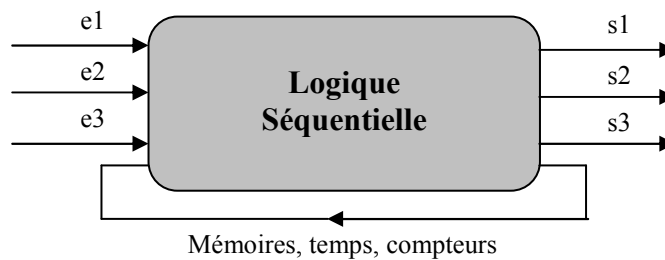 e1
e2
e3
Logique
Séquentielle
s1
s2
s3
Mémoires, temps, compteurs